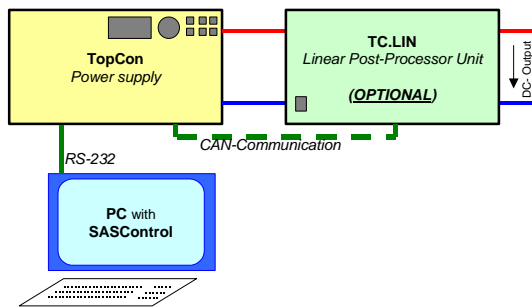 TopCon
Power supply
TC.LIN
Linear Post-Processor Unit
(OPTIONAL)
DC- Output
CAN-Communication
RS-232
PC with
SASControl